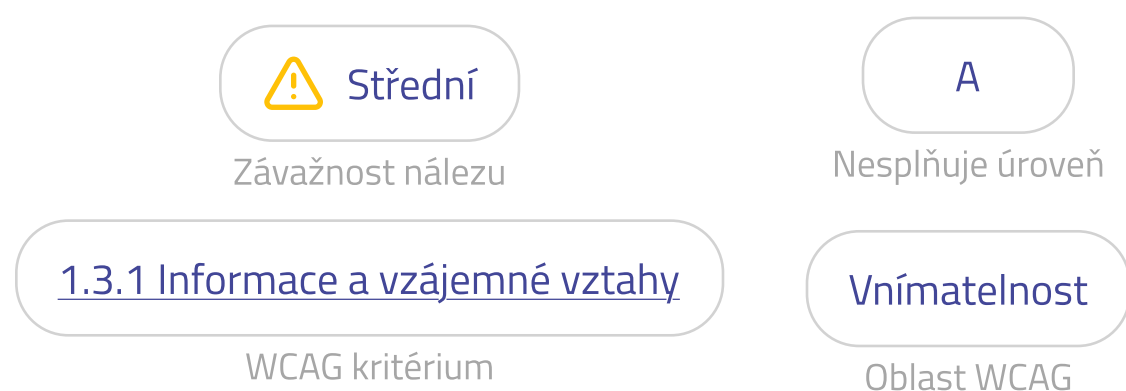 Střední
Závažnost nálezu
A
Nesplňuje úroveň
1.3.1 Informace a vzájemné vztahy
WCAG kritérium
Vnímatelnost
Oblast WCAG